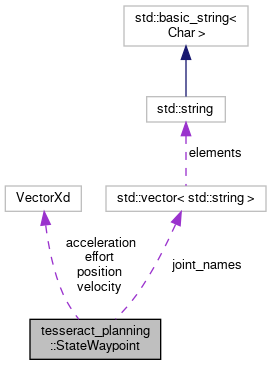 std::basic_string<
Char >
std::string
elements
VectorXd
std::vector< std::string >
acceleration
effort
position
velocity
joint_names
tesseract_planning
::StateWaypoint